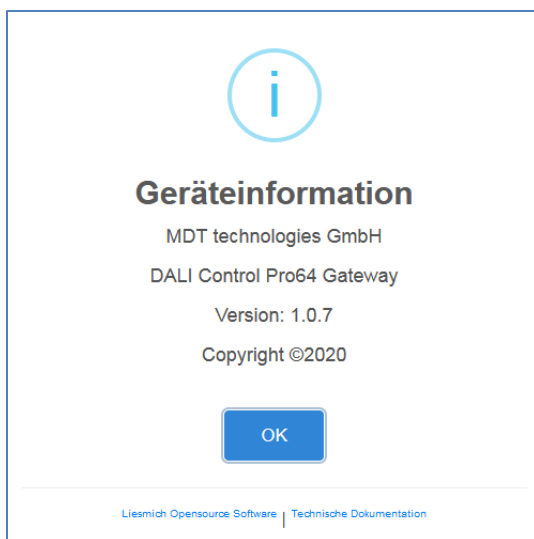 i
Geräteinformation
MDT technologies GmbH
DALI Control Pro64 Gateway
Version: 1.0.7
Copyright ©2020
OK
Liesmich Opensource Software | Technische Dokumentation